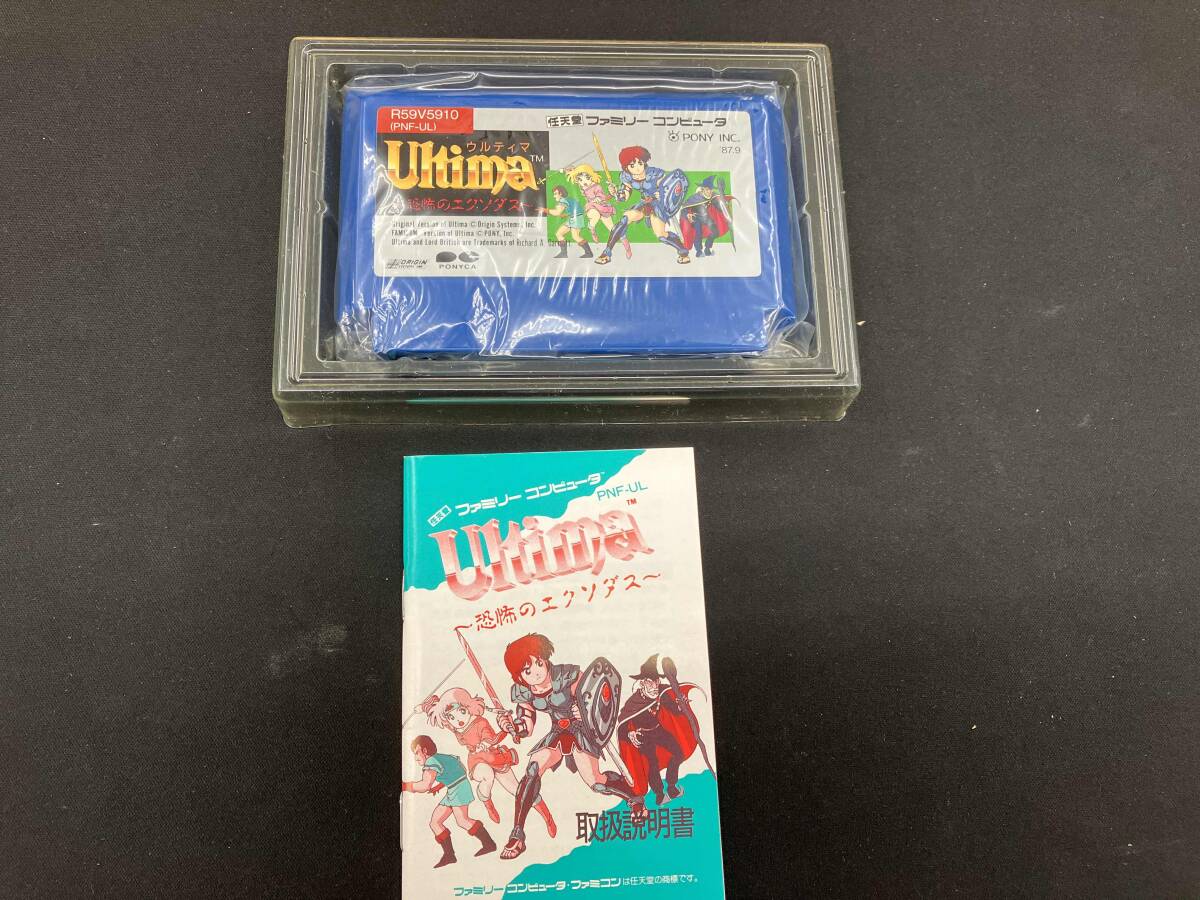 R59V5910
(PNF-UL)
任天堂 ファミリー コンピュータ
PONY INC.
'87.9
ウルティマ
Ultima™
恐怖のエクソダス～
Original Version of Ultima © Origin Systems, Inc.
FAMICOM version of Ultima © PONY, Inc.
Ultima and Lord British are Trademarks of Richard A.
ORIGIN
PONYCA
任天堂 ファミリー コンピュータ™
PNF-UL
Ultima™
～恐怖のエクソダス～
取扱説明書
ファミリー コンピュータ・ファミコンは任天堂の商標です。